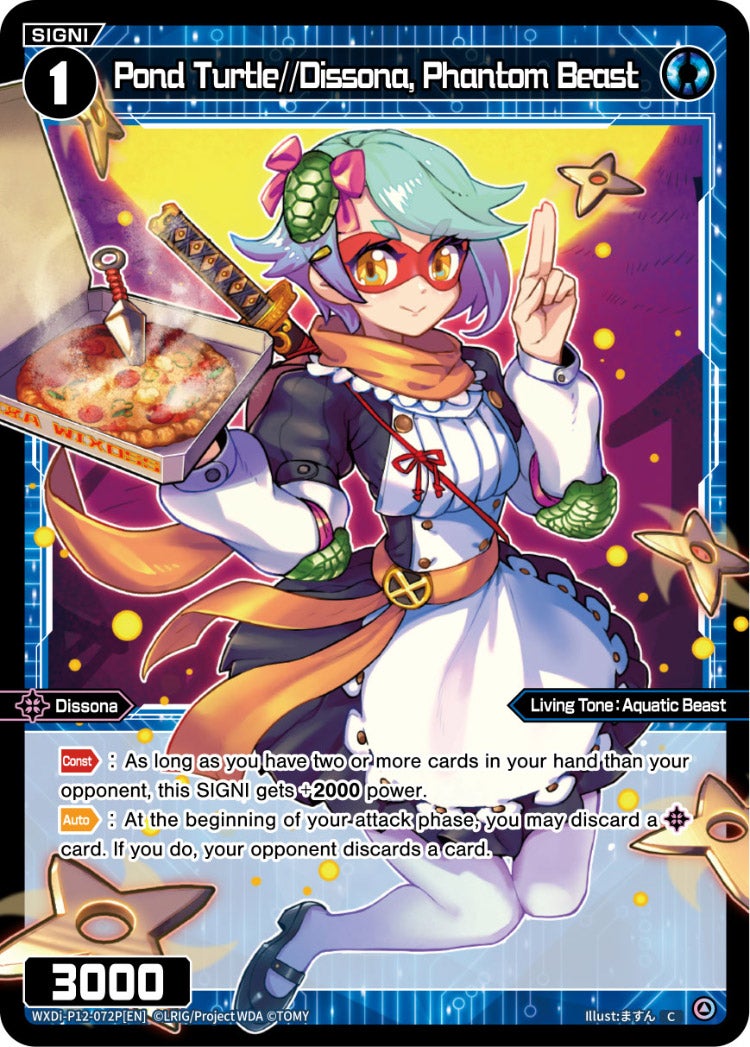 SIGNI
1
Pond Turtle//Dissona, Phantom Beast
WIXOSS
Dissona
Living Tone：Aquatic Beast
Const：As long as you have two or more cards in your hand than your
opponent, this SIGNI gets +2000 power.
Auto：At the beginning of your attack phase, you may discard a
card. If you do, your opponent discards a card.
3000
WXDi-P12-072P[EN] ©LRIG/Project WDA ©TOMY
Illust:ますん C